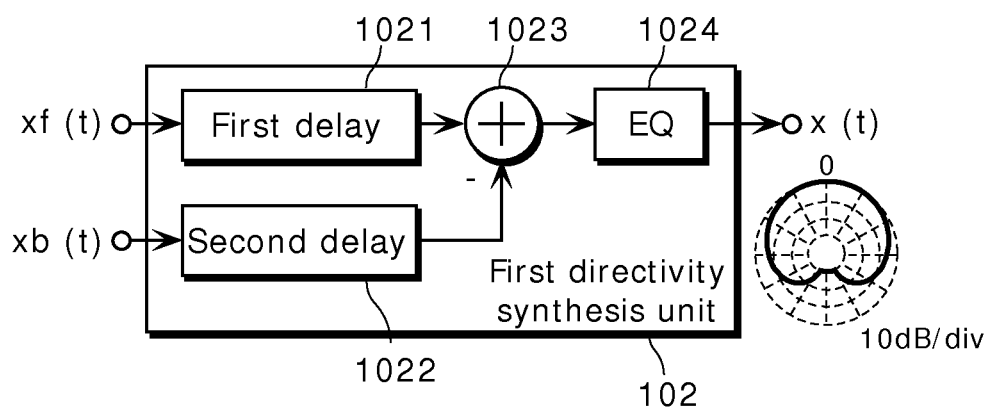 1021
1023
1024
xf (t)
First delay
EQ
x (t)
-
0
xb (t)
Second delay
First directivity
synthesis unit
10dB/div
1022
102